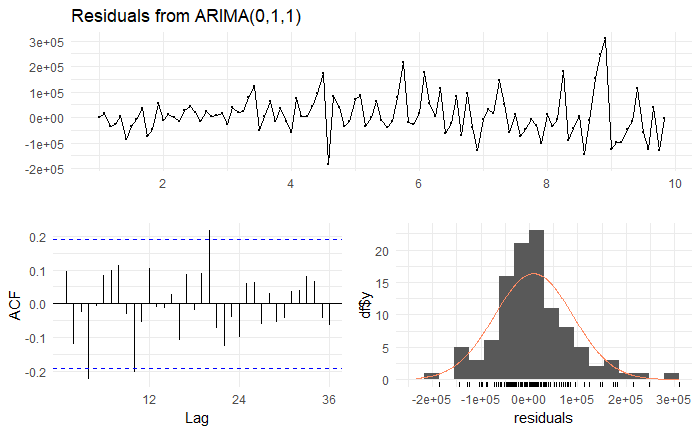 Residuals from ARIMA(0,1,1)
3e+05
2e+05
1e+05
0e+00
-1e+05
-2e+05
2 4 6 8 10
0.2
0.1
0.0
-0.1
-0.2
ACF
12 24 36
Lag
20
15
10
5
0
df$y
-2e+05 -1e+05 0e+00 1e+05 2e+05 3e+05
residuals